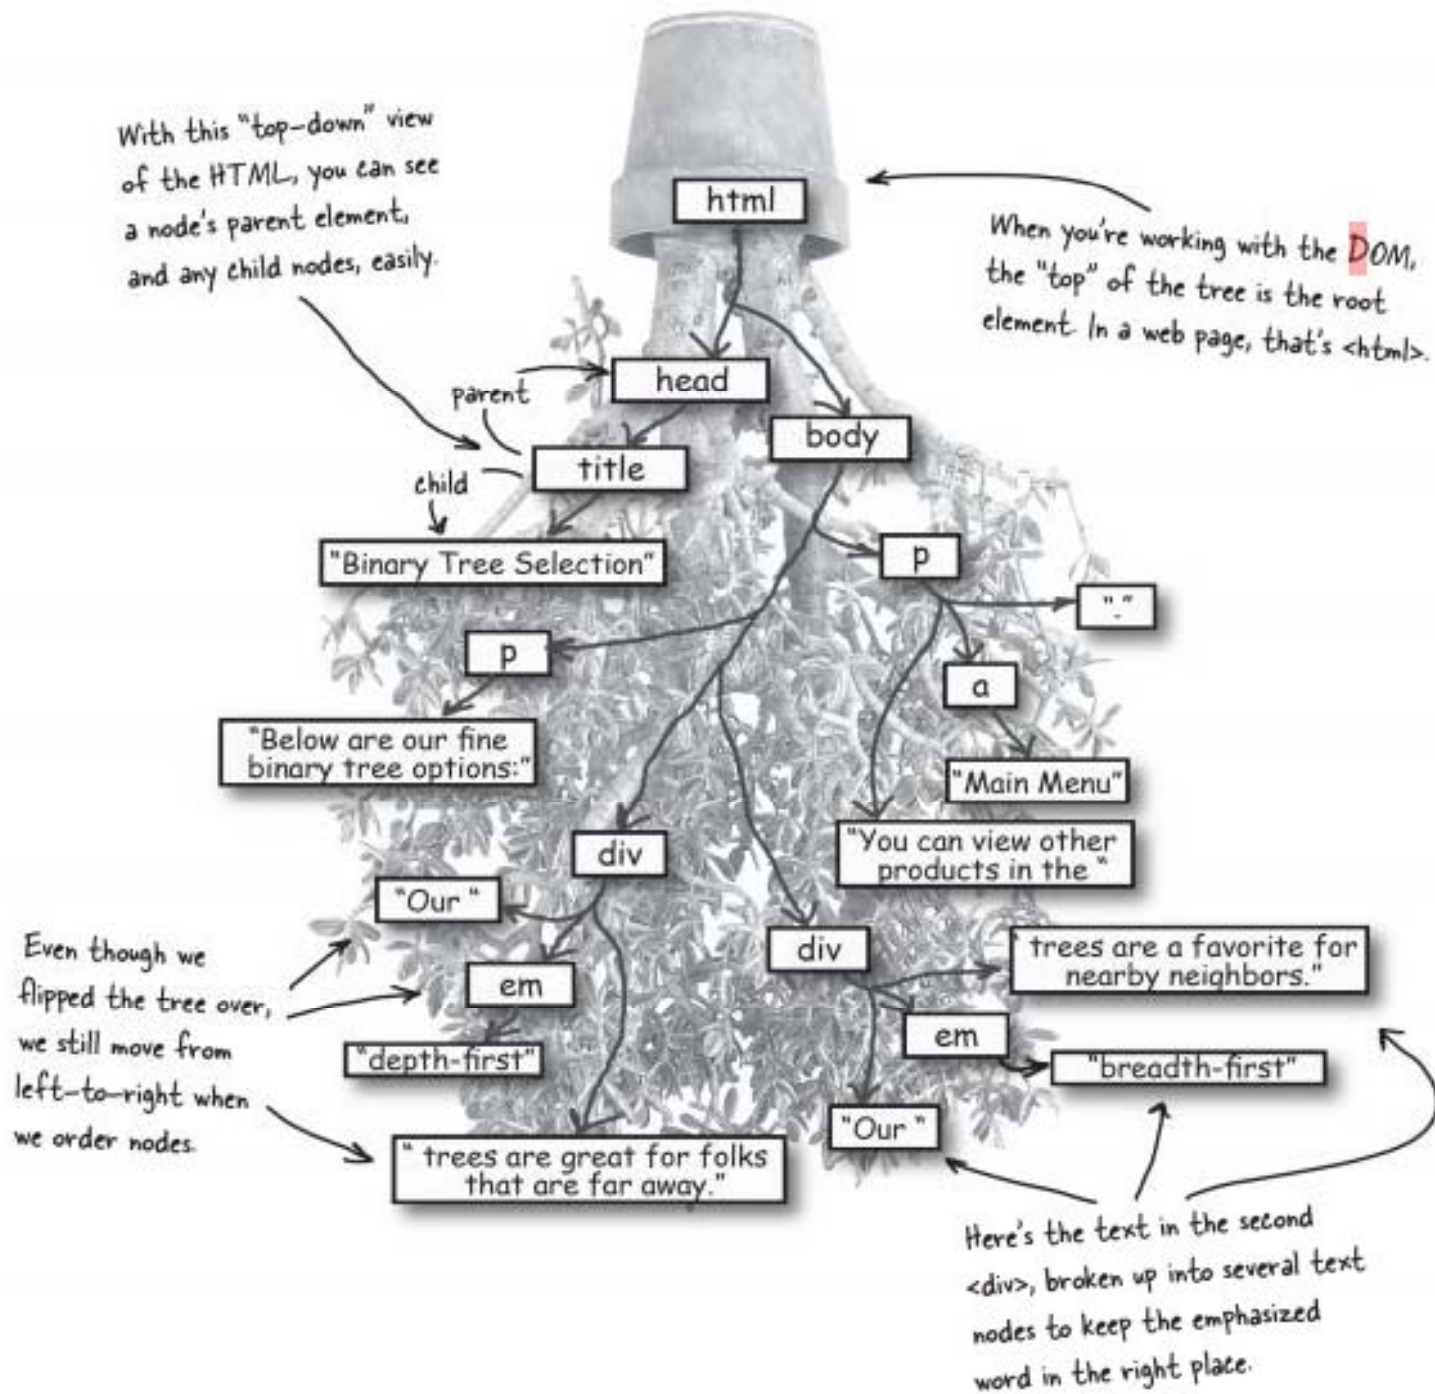 With this "top-down" view
of the HTML, you can see
a node's parent element,
and any child nodes, easily.
html
When you're working with the DOM,
the "top" of the tree is the root
element. In a web page, that's <html>.
head
parent
body
title
child
"Binary Tree Selection"
p
"."
p
a
"Below are our fine
binary tree options:"
"Main Menu"
"You can view other
products in the "
div
"Our "
div
" trees are a favorite for
nearby neighbors."
Even though we
flipped the tree over,
we still move from
left-to-right when
we order nodes.
em
em
"depth-first"
"breadth-first"
"Our "
" trees are great for folks
that are far away."
Here's the text in the second
<div>, broken up into several text
nodes to keep the emphasized
word in the right place.